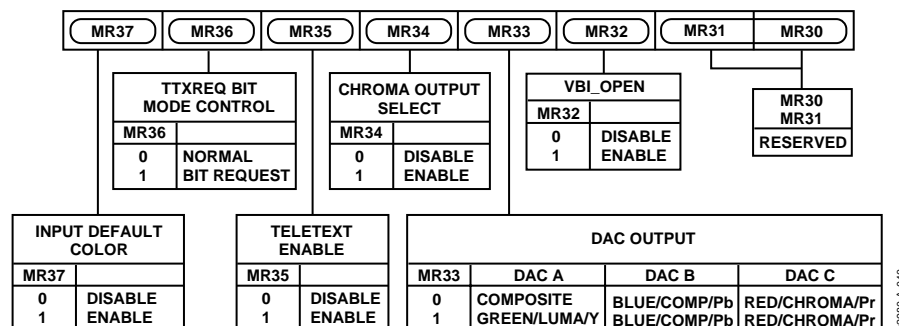 MR37 MR36 MR35 MR34 MR33 MR32 MR31 MR30
TTXREQ BIT
MODE CONTROL
MR36
0 NORMAL
1 BIT REQUEST
CHROMA OUTPUT
SELECT
MR34
0 DISABLE
1 ENABLE
VBI_OPEN
MR32
0 DISABLE
1 ENABLE
MR30
MR31
RESERVED
INPUT DEFAULT
COLOR
MR37
0 DISABLE
1 ENABLE
TELETEXT
ENABLE
MR35
0 DISABLE
1 ENABLE
DAC OUTPUT
MR33 DAC A DAC B DAC C
0 COMPOSITE BLUE/COMP/Pb RED/CHROMA/Pr
1 GREEN/LUMA/Y BLUE/COMP/Pb RED/CHROMA/Pr